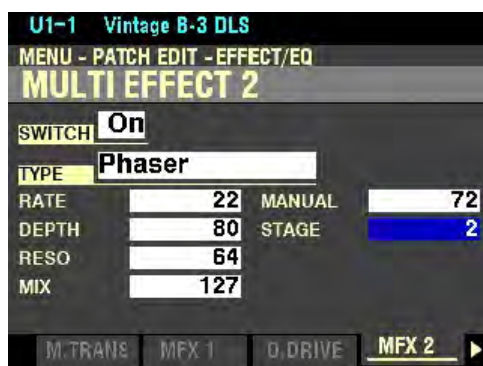 U1-1 Vintage B-3 DLS
MENU - PATCH EDIT - EFFECT/EQ
MULTI EFFECT 2
SWITCH On
TYPE Phaser
RATE 22 MANUAL 72
DEPTH 80 STAGE 2
RESO 64
MIX 127
M.TRANS MFX 1 O.DRIVE MFX 2